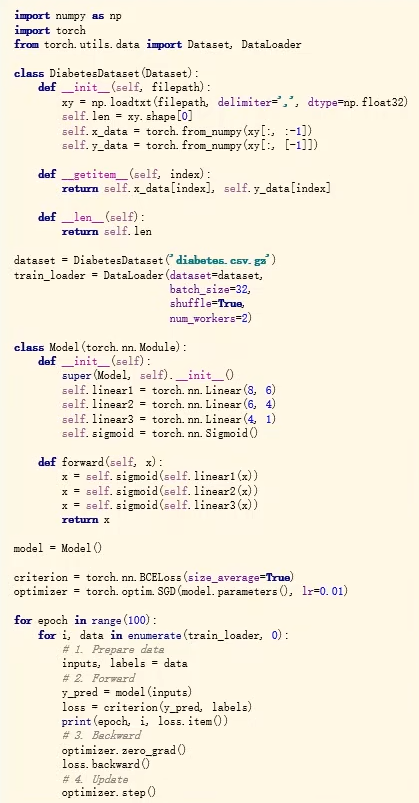 import numpy as np
import torch
from torch.utils.data import Dataset, DataLoader

class DiabetesDataset(Dataset):
    def __init__(self, filepath):
        xy = np.loadtxt(filepath, delimiter=",", dtype=np.float32)
        self.len = xy.shape[0]
        self.x_data = torch.from_numpy(xy[:, :-1])
        self.y_data = torch.from_numpy(xy[:, [-1]])

    def __getitem__(self, index):
        return self.x_data[index], self.y_data[index]

    def __len__(self):
        return self.len

dataset = DiabetesDataset('diabetes.csv.gz')
train_loader = DataLoader(dataset=dataset,
                          batch_size=32,
                          shuffle=True,
                          num_workers=2)

class Model(torch.nn.Module):
    def __init__(self):
        super(Model, self).__init__()
        self.linear1 = torch.nn.Linear(8, 6)
        self.linear2 = torch.nn.Linear(6, 4)
        self.linear3 = torch.nn.Linear(4, 1)
        self.sigmoid = torch.nn.Sigmoid()

    def forward(self, x):
        x = self.sigmoid(self.linear1(x))
        x = self.sigmoid(self.linear2(x))
        x = self.sigmoid(self.linear3(x))
        return x

model = Model()

criterion = torch.nn.BCELoss(size_average=True)
optimizer = torch.optim.SGD(model.parameters(), lr=0.01)

for epoch in range(100):
    for i, data in enumerate(train_loader, 0):
        # 1. Prepare data
        inputs, labels = data
        # 2. Forward
        y_pred = model(inputs)
        loss = criterion(y_pred, labels)
        print(epoch, i, loss.item())
        # 3. Backward
        optimizer.zero_grad()
        loss.backward()
        # 4. Update
        optimizer.step()